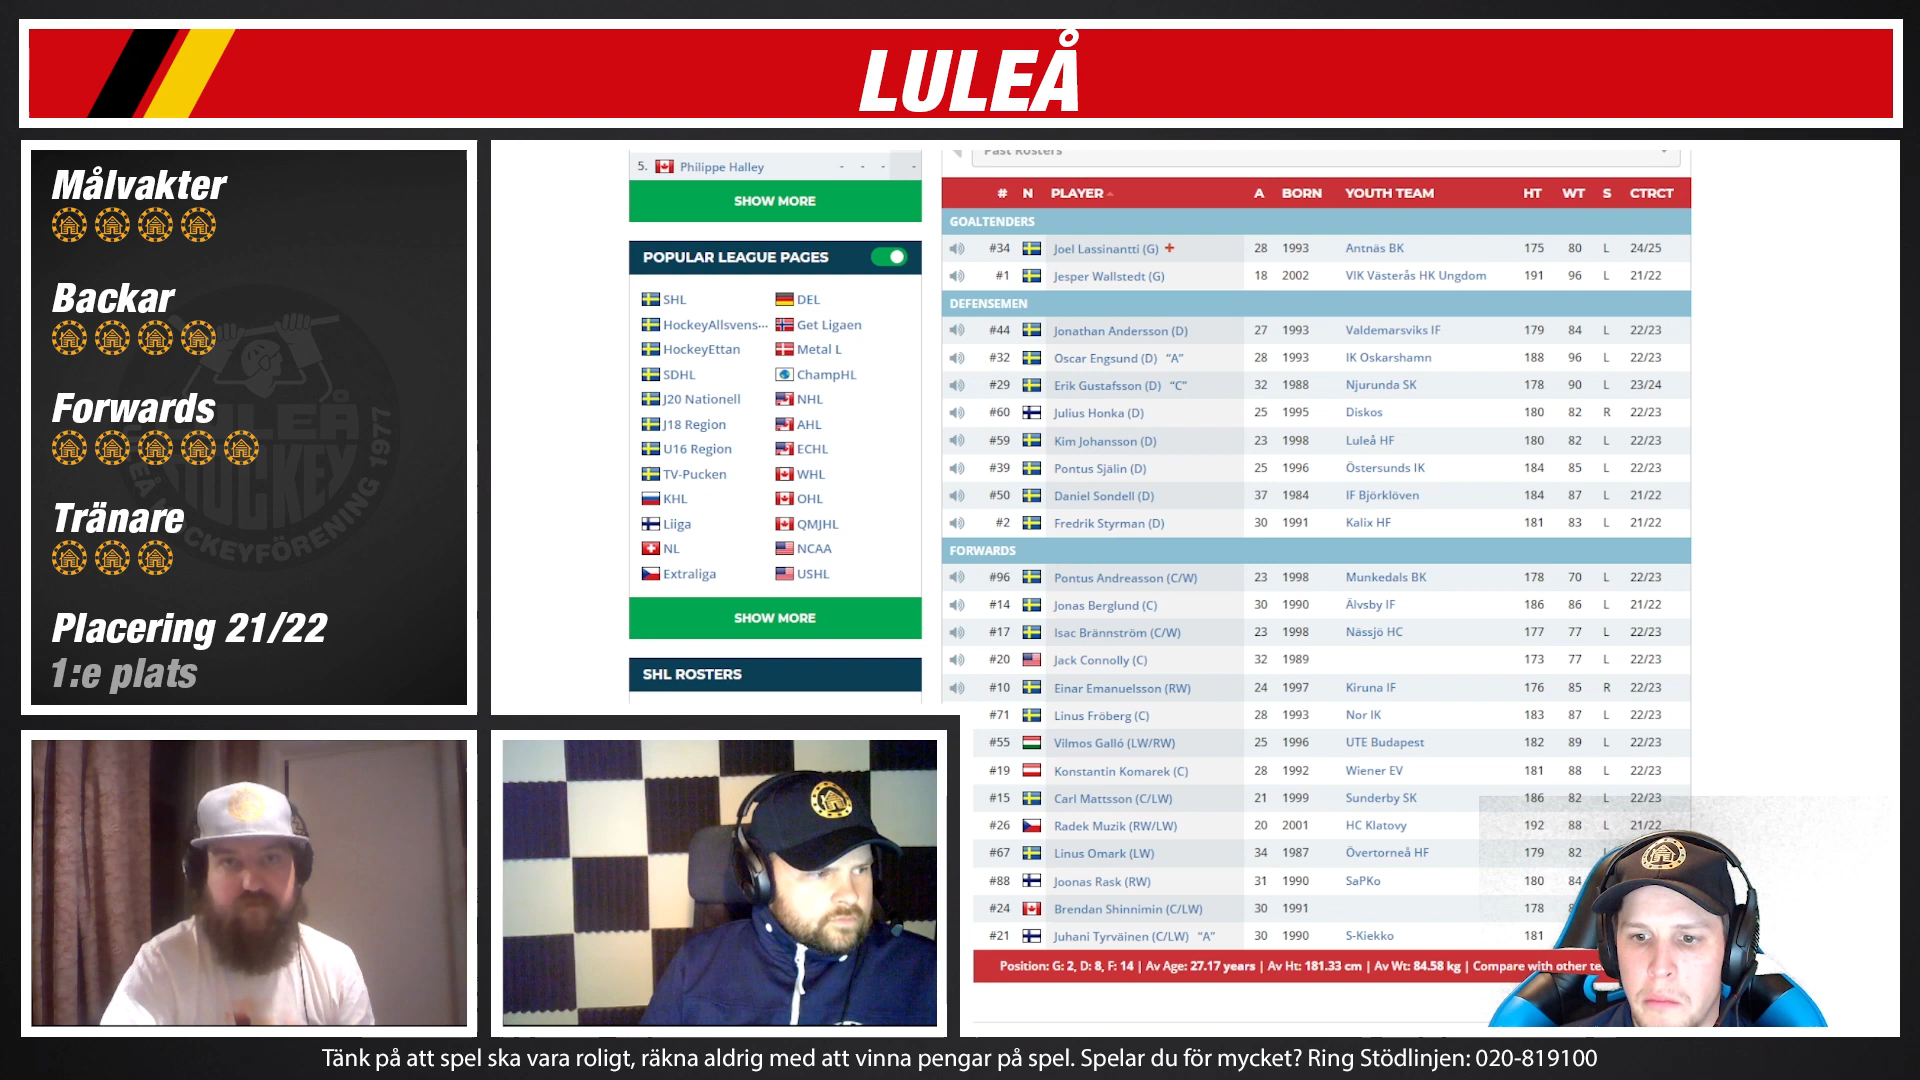 LULEÅ
Målvakter
Backar
Forwards
Tränare
Placering 21/22
1:e plats
LULEÅ
HOCKEY
CKEYFÖRENING 1977
5. Philippe Halley - - - -
SHOW MORE
POPULAR LEAGUE PAGES
SHL DEL
HockeyAllsvens... Get Ligaen
HockeyEttan Metal L
SDHL ChampHL
J20 Nationell NHL
J18 Region AHL
U16 Region ECHL
TV-Pucken WHL
KHL OHL
Liiga QMJHL
NL NCAA
Extraliga USHL
SHOW MORE
SHL ROSTERS
Past Rosters
# N PLAYER A BORN YOUTH TEAM HT WT S CTRCT
GOALTENDERS
#34 Joel Lassinantti (G) + 28 1993 Antnäs BK 175 80 L 24/25
#1 Jesper Wallstedt (G) 18 2002 VIK Västerås HK Ungdom 191 96 L 21/22
DEFENSEMEN
#44 Jonathan Andersson (D) 27 1993 Valdemarsviks IF 179 84 L 22/23
#32 Oscar Engsund (D) “A” 28 1993 IK Oskarshamn 188 96 L 22/23
#29 Erik Gustafsson (D) “C” 32 1988 Njurunda SK 178 90 L 23/24
#60 Julius Honka (D) 25 1995 Diskos 180 82 R 22/23
#59 Kim Johansson (D) 23 1998 Luleå HF 180 82 L 22/23
#39 Pontus Själin (D) 25 1996 Östersunds IK 184 85 L 22/23
#50 Daniel Sondell (D) 37 1984 IF Björklöven 184 87 L 21/22
#2 Fredrik Styrman (D) 30 1991 Kalix HF 181 83 L 21/22
FORWARDS
#96 Pontus Andreasson (C/W) 23 1998 Munkedals BK 178 70 L 22/23
#14 Jonas Berglund (C) 30 1990 Älvsby IF 186 86 L 21/22
#17 Isac Brännström (C/W) 23 1998 Nässjö HC 177 77 L 22/23
#20 Jack Connolly (C) 32 1989 173 77 L 22/23
#10 Einar Emanuelsson (RW) 24 1997 Kiruna IF 176 85 R 22/23
#71 Linus Fröberg (C) 28 1993 Nor IK 183 87 L 22/23
#55 Vilmos Galló (LW/RW) 25 1996 UTE Budapest 182 89 L 22/23
#19 Konstantin Komarek (C) 28 1992 Wiener EV 181 88 L 22/23
#15 Carl Mattsson (C/LW) 21 1999 Sunderby SK 186 82 L 22/23
#26 Radek Muzik (RW/LW) 20 2001 HC Klatovy 192 88 L 21/22
#67 Linus Omark (LW) 34 1987 Övertorneå HF 179 82
#88 Joonas Rask (RW) 31 1990 SaPKo 180 84
#24 Brendan Shinnimin (C/LW) 30 1991 178
#21 Juhani Tyrväinen (C/LW) “A” 30 1990 S-Kiekko 181
Position: G: 2, D: 8, F: 14 | Av Age: 27.17 years | Av Ht: 181.33 cm | Av Wt: 84.58 kg | Compare with other te
Tänk på att spel ska vara roligt, räkna aldrig med att vinna pengar på spel. Spelar du för mycket? Ring Stödlinjen: 020-819100